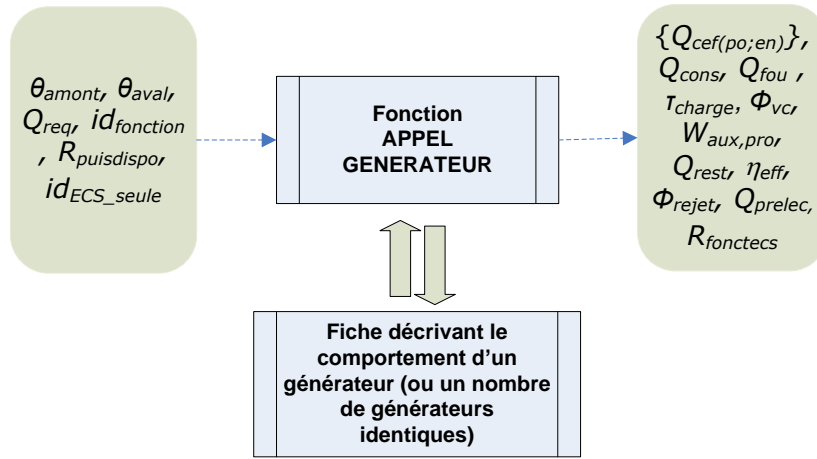 θamont, θaval,
Qreq, idfonction
, Rpuisdispo,
idECS_seule
Fonction
APPEL
GENERATEUR
{Qcef(po;en)},
Qcons, Qfou ,
τcharge, Φvc,
Waux,pro,
Qrest, ηeff,
Φrejet, Qprelec,
Rfonctecs
Fiche décrivant le
comportement d'un
générateur (ou un nombre
de générateurs
identiques)